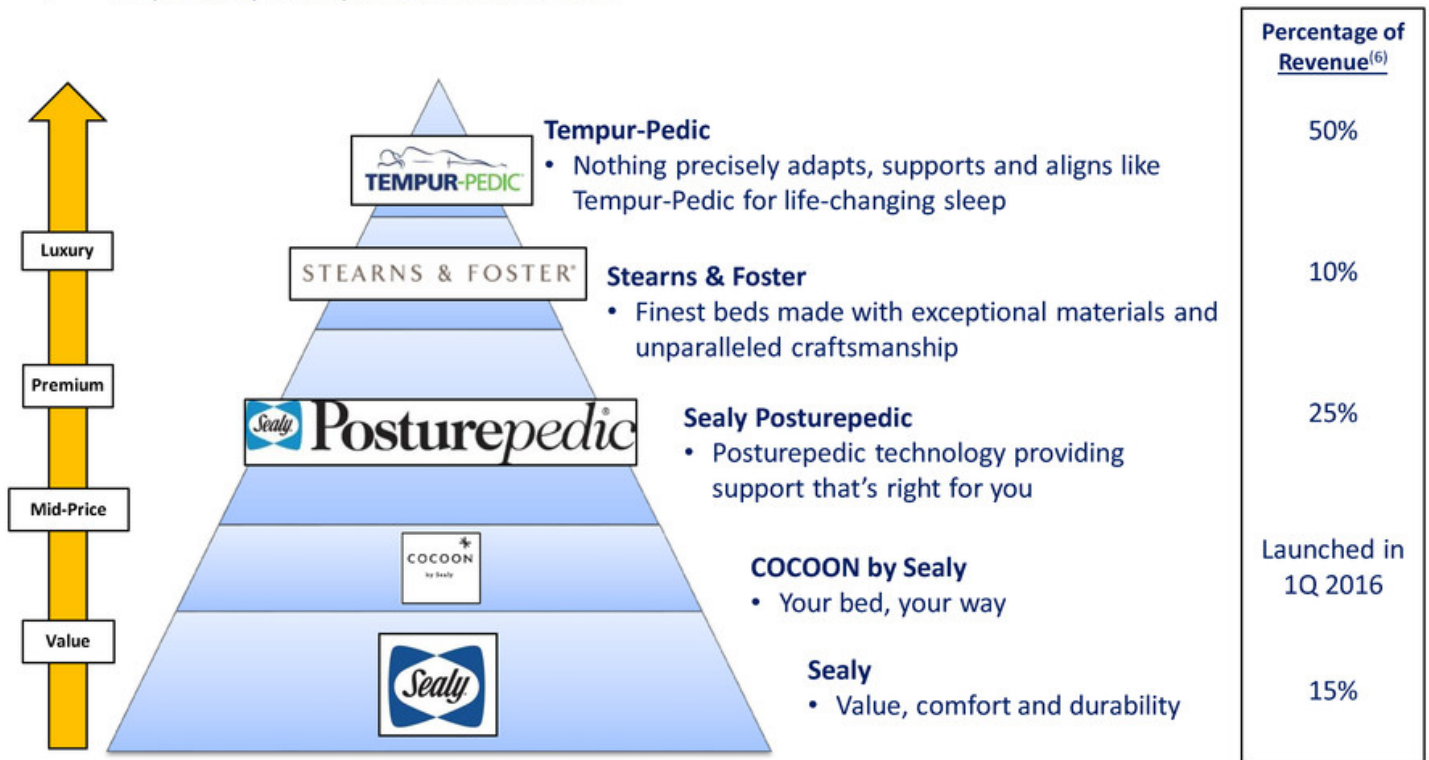 Percentage of
Revenue(6)
Tempur-Pedic
50%
• Nothing precisely adapts, supports and aligns like
Tempur-Pedic for life-changing sleep
TEMPUR-PEDIC
Luxury
STEARNS & FOSTER®
Stearns & Foster
10%
• Finest beds made with exceptional materials and
unparalleled craftsmanship
Premium
Sealy Posturepedic®
Sealy Posturepedic
25%
• Posturepedic technology providing
support that's right for you
Mid-Price
COCOON
by Sealy
COCOON by Sealy
• Your bed, your way
Launched in
1Q 2016
Value
Sealy
Sealy
• Value, comfort and durability
15%